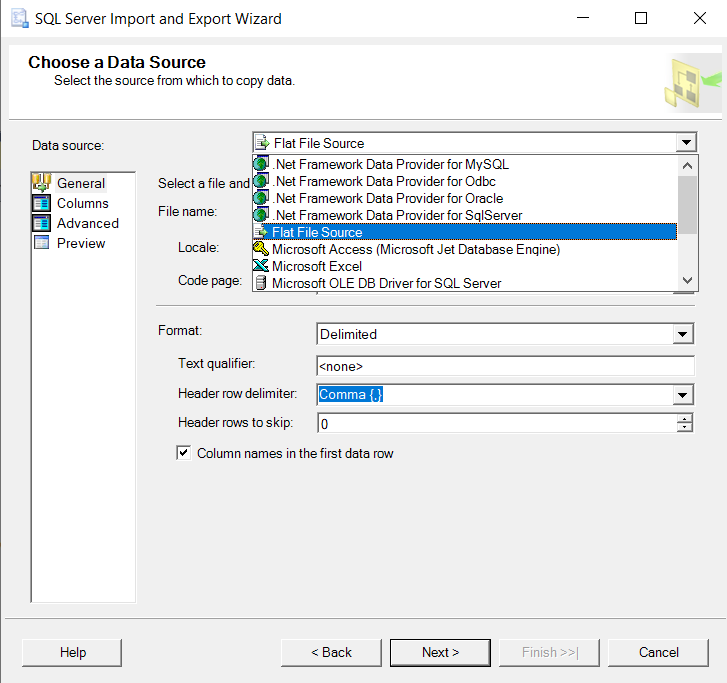 SQL Server Import and Export Wizard
Choose a Data Source
Select the source from which to copy data.
Data source:
Flat File Source
.Net Framework Data Provider for MySQL
.Net Framework Data Provider for Odbc
.Net Framework Data Provider for Oracle
.Net Framework Data Provider for SqlServer
Flat File Source
Microsoft Access (Microsoft Jet Database Engine)
Microsoft Excel
Microsoft OLE DB Driver for SQL Server
General
Columns
Advanced
Preview
Select a file and
File name:
Locale:
Code page:
Format:
Delimited
Text qualifier:
<none>
Header row delimiter:
Comma {,}
Header rows to skip:
0
Column names in the first data row
Help
< Back
Next >
Finish >>|
Cancel